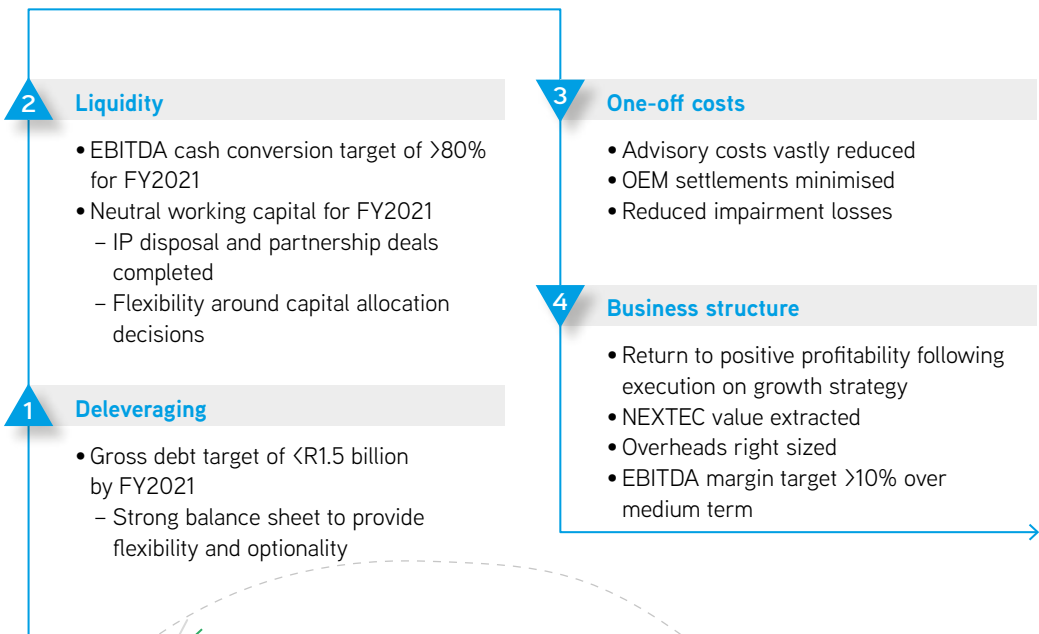 2
Liquidity
• EBITDA cash conversion target of >80%
for FY2021
• Neutral working capital for FY2021
– IP disposal and partnership deals
completed
– Flexibility around capital allocation
decisions
1
Deleveraging
• Gross debt target of <R1.5 billion
by FY2021
– Strong balance sheet to provide
flexibility and optionality
3
One-off costs
• Advisory costs vastly reduced
• OEM settlements minimised
• Reduced impairment losses
4
Business structure
• Return to positive profitability following
execution on growth strategy
• NEXTEC value extracted
• Overheads right sized
• EBITDA margin target >10% over
medium term